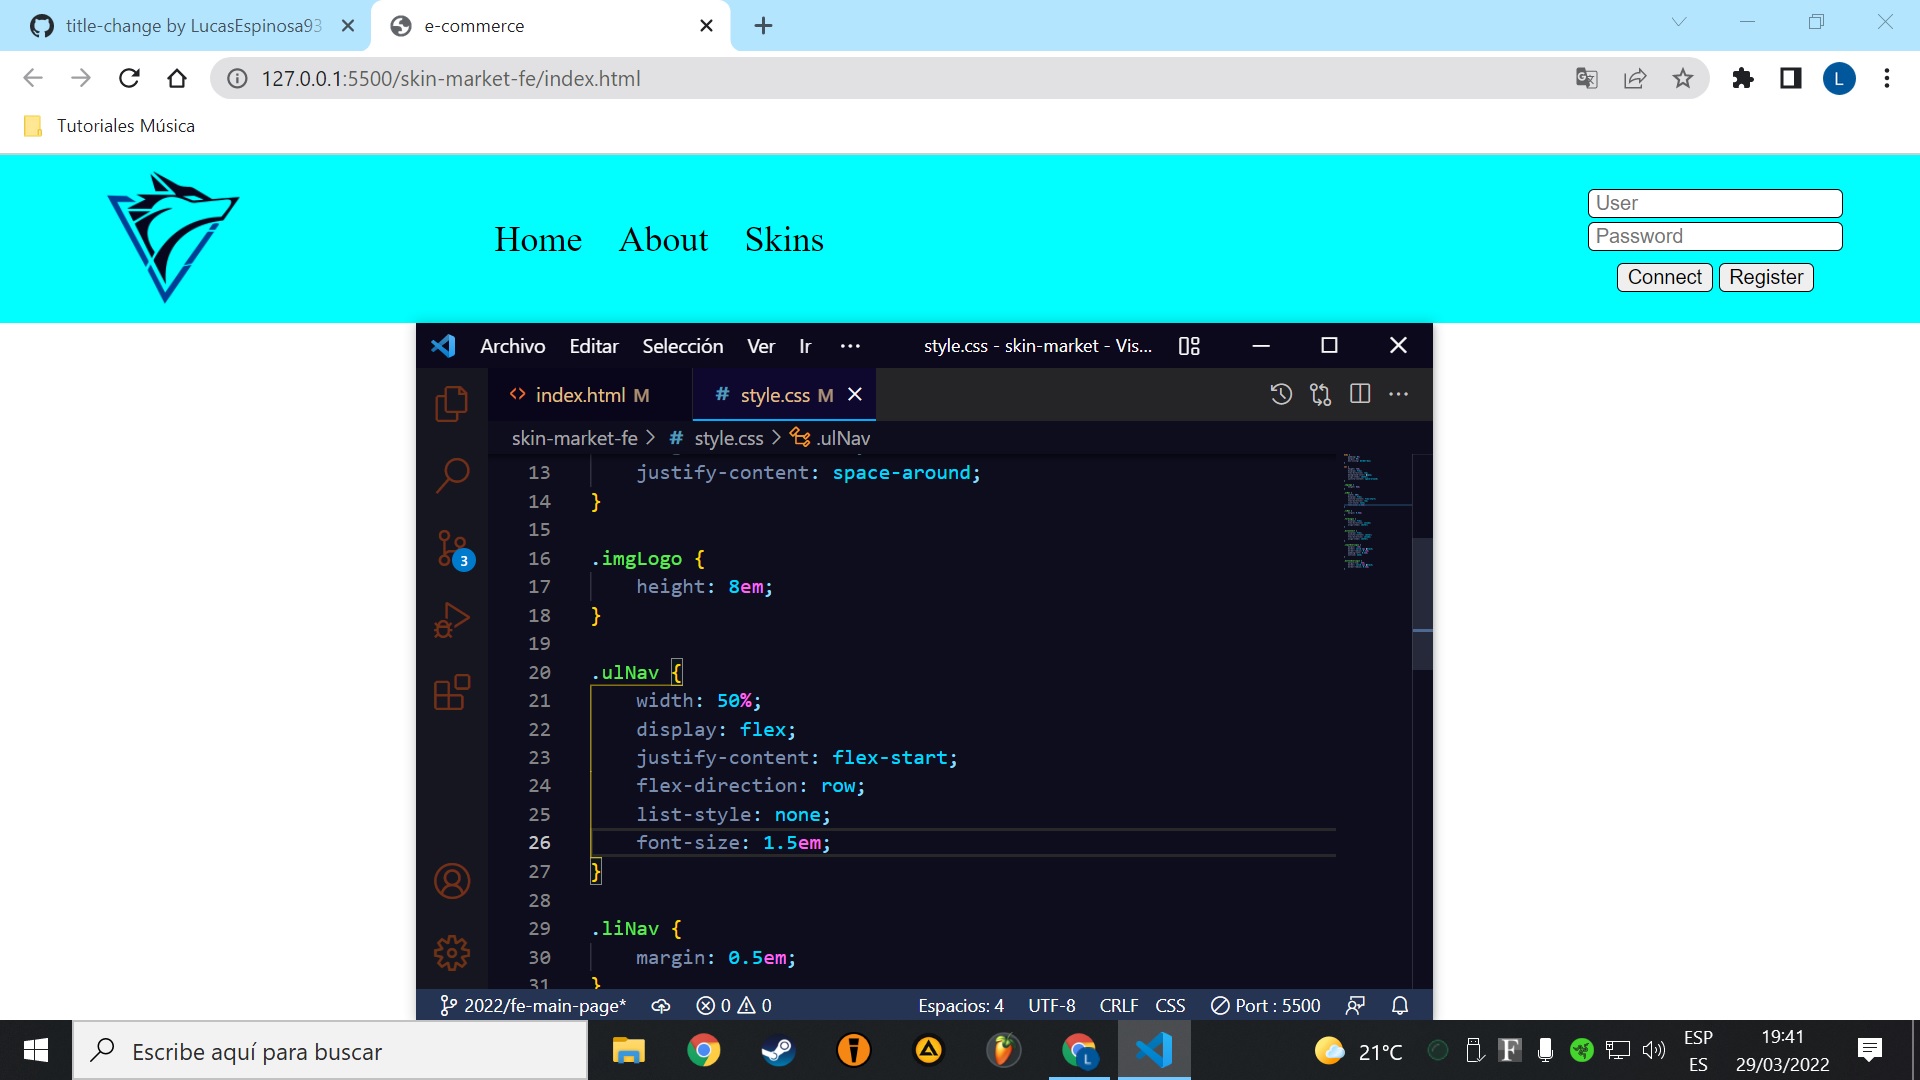 title-change by LucasEspinosa93
e-commerce
127.0.0.1:5500/skin-market-fe/index.html
L
Tutoriales Música
Home About Skins
User
Password
Connect Register
Archivo Editar Selección Ver Ir ··· style.css - skin-market - Vis...
index.html M
# style.css M
skin-market-fe > # style.css > .ulNav
13 justify-content: space-around;
14 }
15
16 .imgLogo {
17 height: 8em;
18 }
19
20 .ulNav {
21 width: 50%;
22 display: flex;
23 justify-content: flex-start;
24 flex-direction: row;
25 list-style: none;
26 font-size: 1.5em;
27 }
28
29 .liNav {
30 margin: 0.5em;
31 }
3
2022/fe-main-page* 0 0 Espacios: 4 UTF-8 CRLF CSS Port : 5500
Escribe aquí para buscar
L
21°C
F
ESP
ES
19:41
29/03/2022